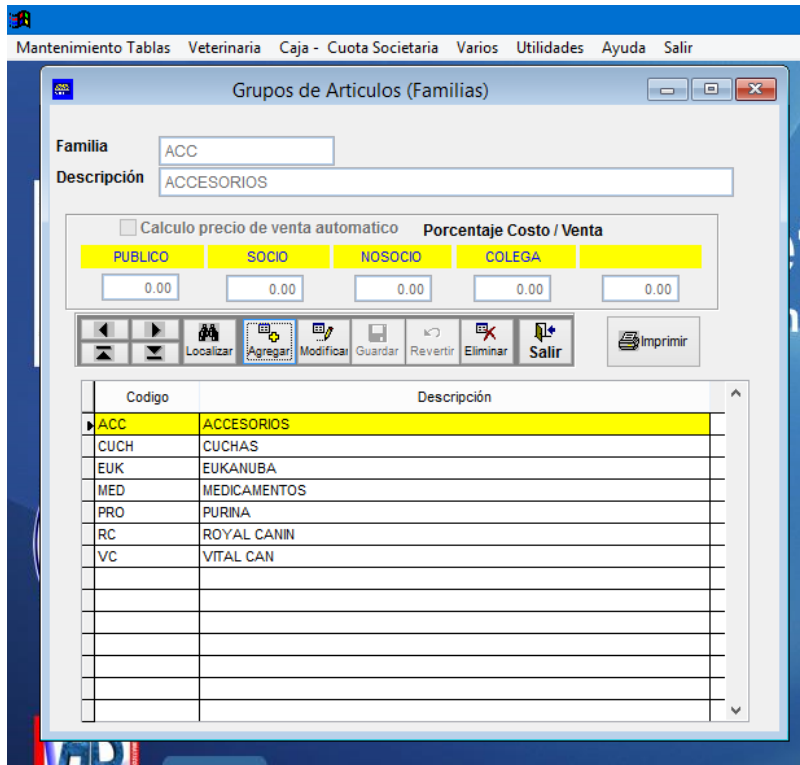 Mantenimiento Tablas Veterinaria Caja - Cuota Societaria Varios Utilidades Ayuda Salir
Grupos de Articulos (Familias)
Familia ACC
Descripción ACCESORIOS
Calculo precio de venta automatico Porcentaje Costo / Venta
PUBLICO SOCIO NOSOCIO COLEGA
0.00 0.00 0.00 0.00 0.00
Localizar Agregar Modificar Guardar Revertir Eliminar Salir Imprimir
Codigo Descripción
ACC ACCESORIOS
CUCH CUCHAS
EUK EUKANUBA
MED MEDICAMENTOS
PRO PURINA
RC ROYAL CANIN
VC VITAL CAN